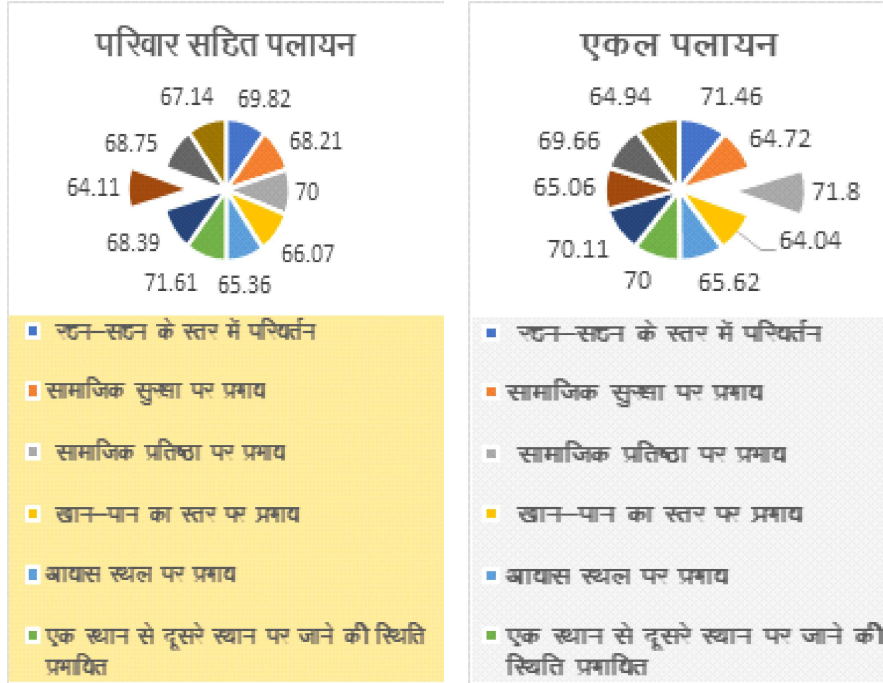 परिवार सहित पलायन
67.14 69.82
68.75 68.21
64.11 70
68.39 66.07
71.61 65.36
रहन–सहन के स्तर में परिवर्तन
सामाजिक सुरक्षा पर प्रभाव
सामाजिक प्रतिष्ठा पर प्रभाव
खान–पान का स्तर पर प्रभाव
आवास स्थल पर प्रभाव
एक स्थान से दूसरे स्थान पर जाने की स्थिति
प्रभावित
एकल पलायन
64.94 71.46
69.66 64.72
65.06 71.8
70.11 64.04
70 65.62
रहन–सहन के स्तर में परिवर्तन
सामाजिक सुरक्षा पर प्रभाव
सामाजिक प्रतिष्ठा पर प्रभाव
खान–पान का स्तर पर प्रभाव
आवास स्थल पर प्रभाव
एक स्थान से दूसरे स्थान पर जाने की
स्थिति प्रभावित